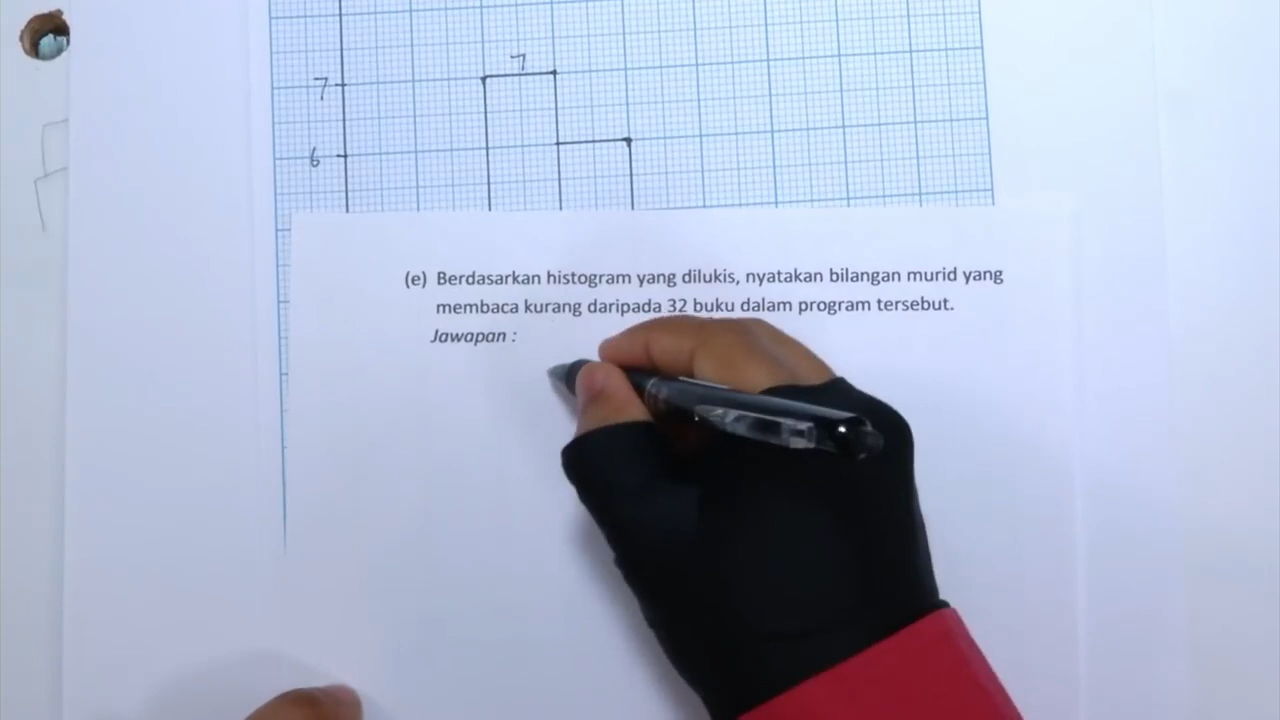 7
7
6
(e) Berdasarkan histogram yang dilukis, nyatakan bilangan murid yang
membaca kurang daripada 32 buku dalam program tersebut.
Jawapan :